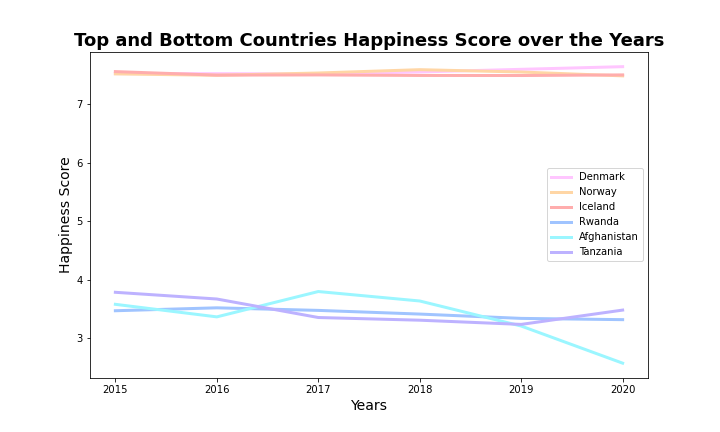 Top and Bottom Countries Happiness Score over the Years
Happiness Score
7
6
5
4
3
Denmark
Norway
Iceland
Rwanda
Afghanistan
Tanzania
2015 2016 2017 2018 2019 2020
Years